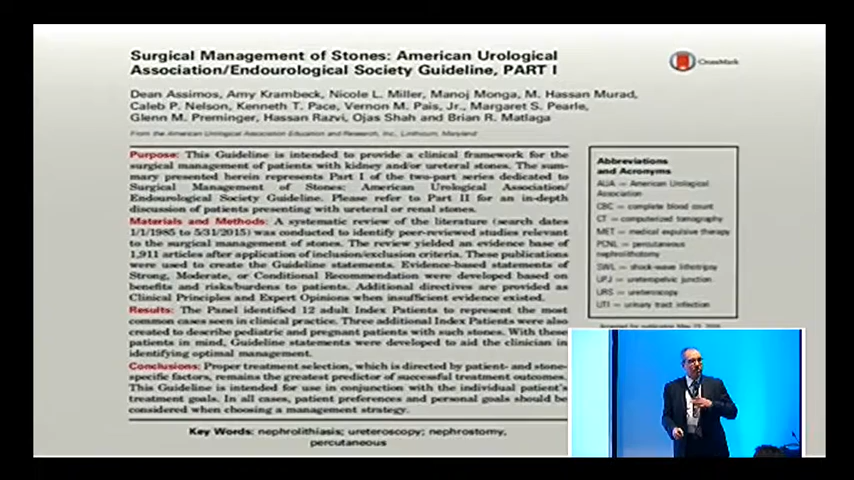 Surgical Management of Stones: American Urological
Association/Endourological Society Guideline, PART I
CrossMark
Dean Assimos, Amy Krambeck, Nicole L. Miller, Manoj Monga, M. Hassan Murad,
Caleb P. Nelson, Kenneth T. Pace, Vernon M. Pais, Jr., Margaret S. Pearle,
Glenn M. Preminger, Hassan Razvi, Ojas Shah and Brian R. Matlaga
From the American Urological Association Education and Research, Inc., Linthicum, Maryland
Purpose: This Guideline is intended to provide a clinical framework for the
surgical management of patients with kidney and/or ureteral stones. The sum-
mary presented herein represents Part I of the two-part series dedicated to
Surgical Management of Stones: American Urological Association/
Endourological Society Guideline. Please refer to Part II for an in-depth
discussion of patients presenting with ureteral or renal stones.
Materials and Methods: A systematic review of the literature (search dates
1/1/1985 to 5/31/2015) was conducted to identify peer-reviewed studies relevant
to the surgical management of stones. The review yielded an evidence base of
1,911 articles after application of inclusion/exclusion criteria. These publications
were used to create the Guideline statements. Evidence-based statements of
Strong, Moderate, or Conditional Recommendation were developed based on
benefits and risks/burdens to patients. Additional directives are provided as
Clinical Principles and Expert Opinions when insufficient evidence existed.
Results: The Panel identified 12 adult Index Patients to represent the most
common cases seen in clinical practice. Three additional Index Patients were also
created to describe pediatric and pregnant patients with such stones. With these
patients in mind, Guideline statements were developed to aid the clinician in
identifying optimal management.
Conclusions: Proper treatment selection, which is directed by patient- and stone-
specific factors, remains the greatest predictor of successful treatment outcomes.
This Guideline is intended for use in conjunction with the individual patient's
treatment goals. In all cases, patient preferences and personal goals should be
considered when choosing a management strategy.
Key Words: nephrolithiasis; ureteroscopy; nephrostomy,
percutaneous
Abbreviations
and Acronyms
AUA = American Urological
Association
CBC = complete blood count
CT = computerized tomography
MET = medical expulsive therapy
PCNL = percutaneous
nephrolithotomy
SWL = shock-wave lithotripsy
UPJ = ureteropelvic junction
URS = ureteroscopy
UTI = urinary tract infection
Accepted for publication May